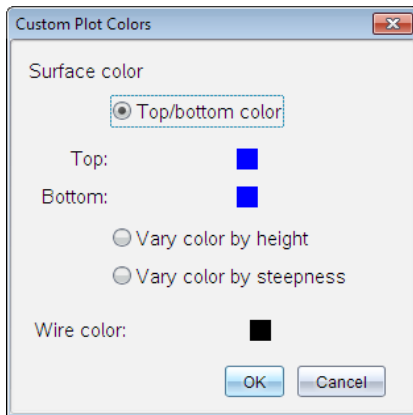 Custom Plot Colors
Surface color
Top/bottom color
Top:
Bottom:
Vary color by height
Vary color by steepness
Wire color:
OK Cancel